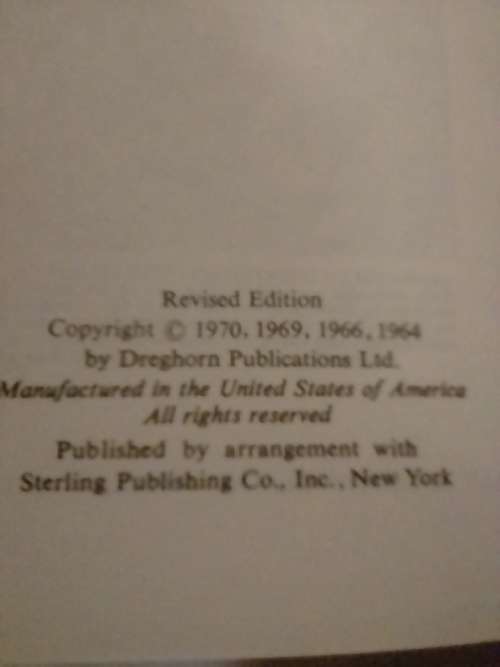 Revised Edition
Copyright © 1970, 1969, 1966, 1964
by Dreghorn Publications Ltd.
Manufactured in the United States of America
All rights reserved
Published by arrangement with
Sterling Publishing Co., Inc., New York